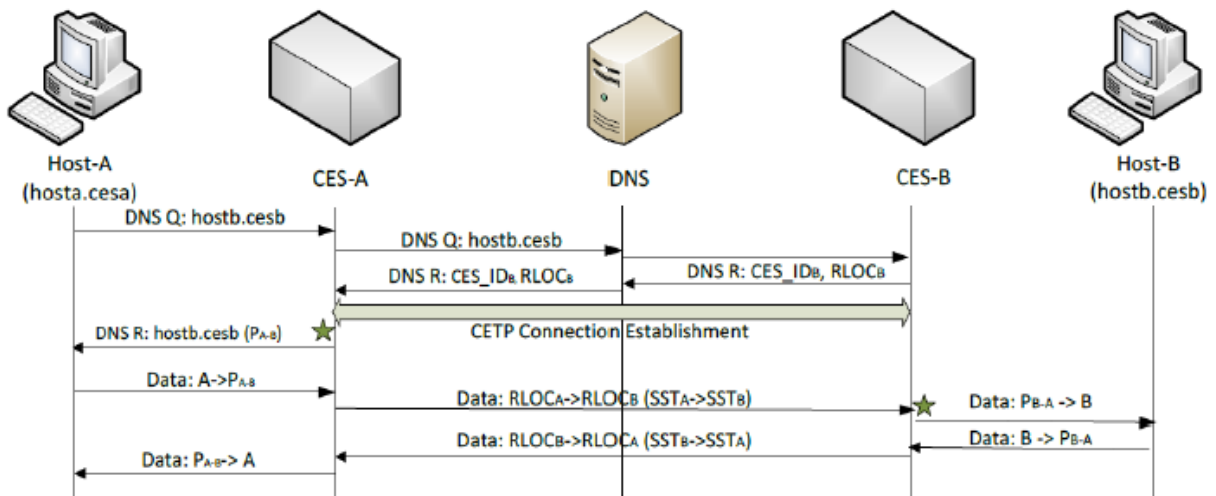 Host-A
(hosta.cesa)
CES-A
DNS
CES-B
Host-B
(hostb.cesb)
DNS Q: hostb.cesb
DNS Q: hostb.cesb
DNS R: CES_IDB, RLOCB
DNS R: CES_IDB, RLOCB
CETP Connection Establishment
DNS R: hostb.cesb (PA-B)
Data: A->PA-B
Data: RLOCA->RLOCB (SSTA->SSTB)
Data: PB-A -> B
Data: RLOCB->RLOCA (SSTB->SSTA)
Data: B -> PB-A
Data: PA-B-> A